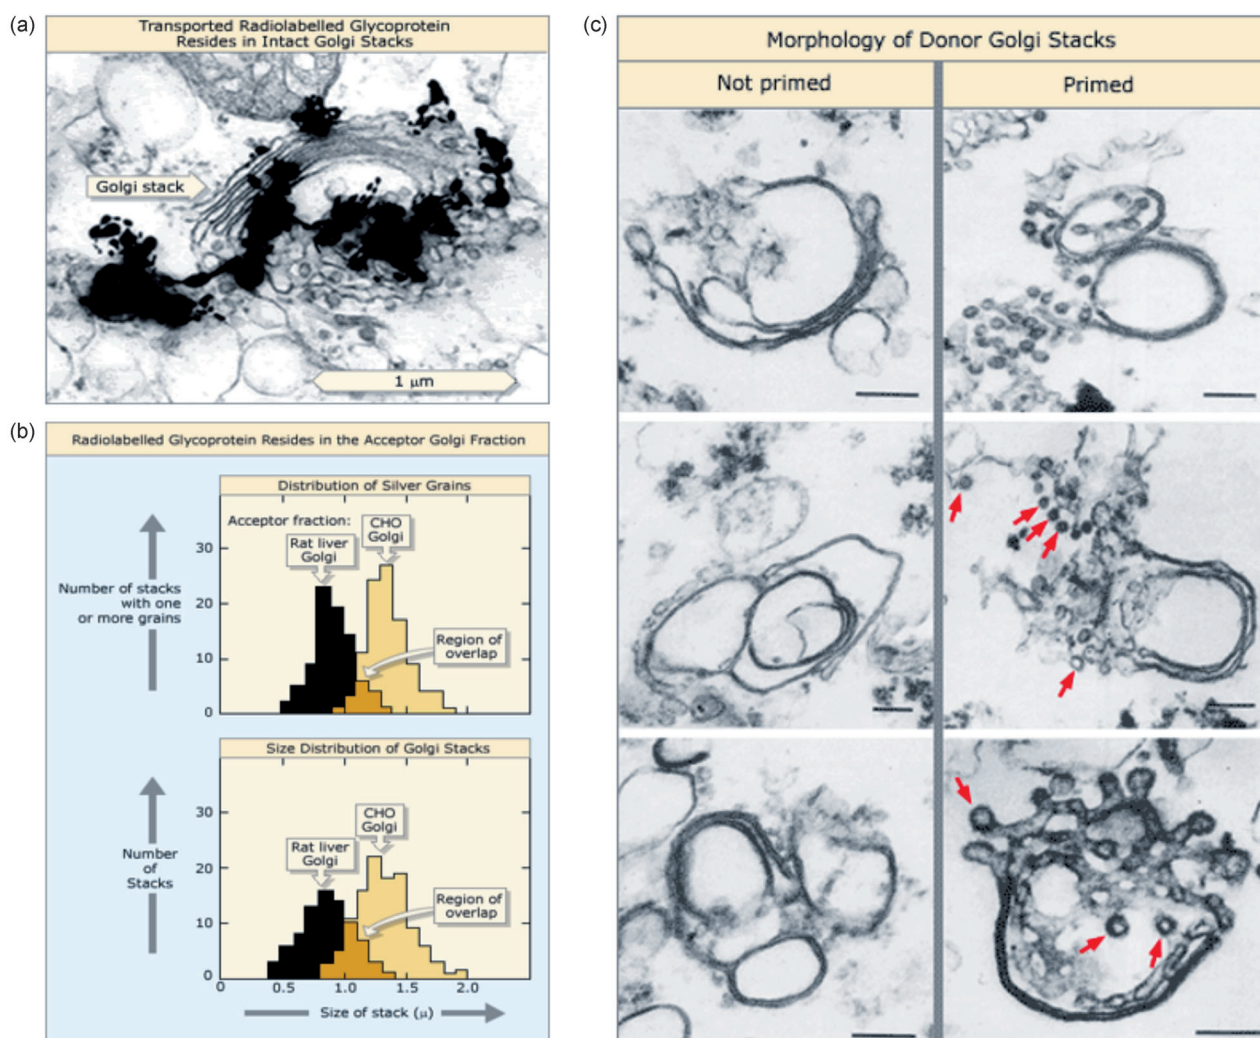 (a)
Transported Radiolabelled Glycoprotein
Resides in Intact Golgi Stacks
Golgi stack
1 μm
(b)
Radiolabelled Glycoprotein Resides in the Acceptor Golgi Fraction
Distribution of Silver Grains
Acceptor fraction:
Rat liver
Golgi
CHO
Golgi
Region of
overlap
Number of stacks
with one
or more grains
30
20
10
0
Size Distribution of Golgi Stacks
CHO
Golgi
Rat liver
Golgi
Region of
overlap
Number
of
Stacks
30
20
10
0
0 0.5 1.0 1.5 2.0
Size of stack (μ)
(c)
Morphology of Donor Golgi Stacks
Not primed
Primed